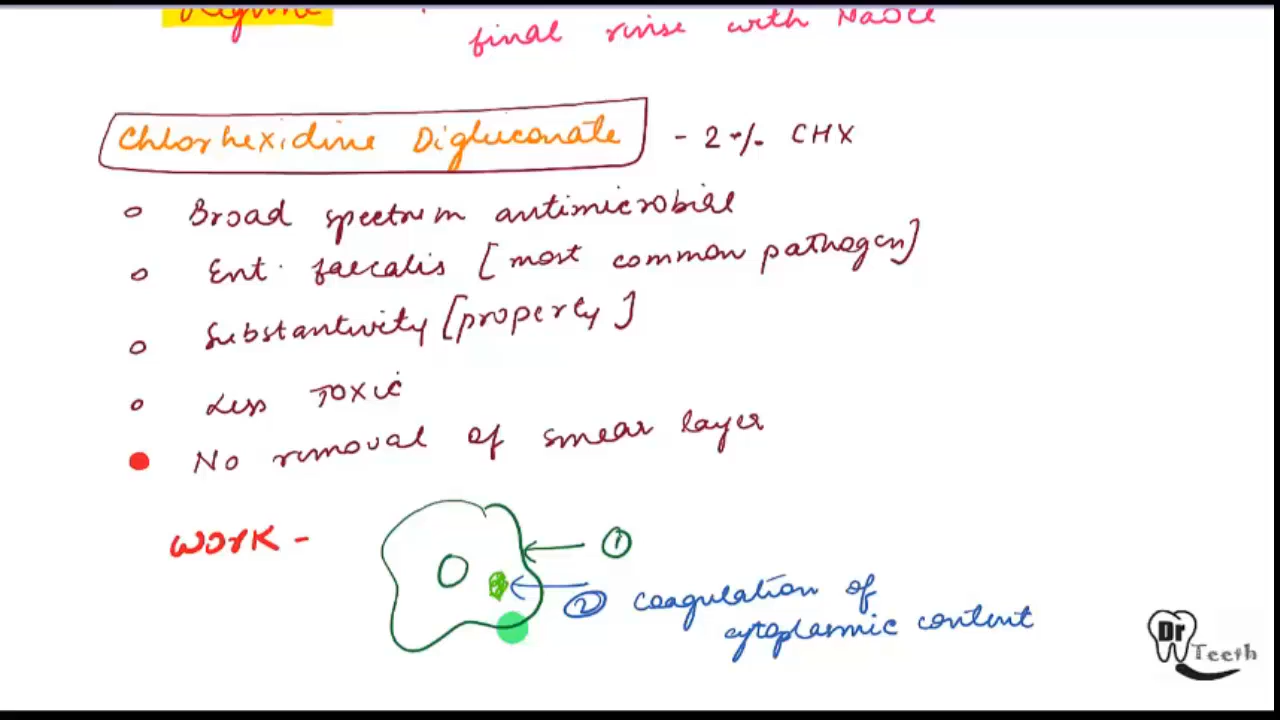 Regime
final rinse with NaOCl
Chlorhexidine Digluconate - 2 % CHX
Broad spectrum antimicrobial
Ent. faecalis [most common pathogen]
Substantivity [property]
Less Toxic
No removal of smear layer
WORK -
1
2 coagulation of
cytoplasmic content
Dr
Teeth